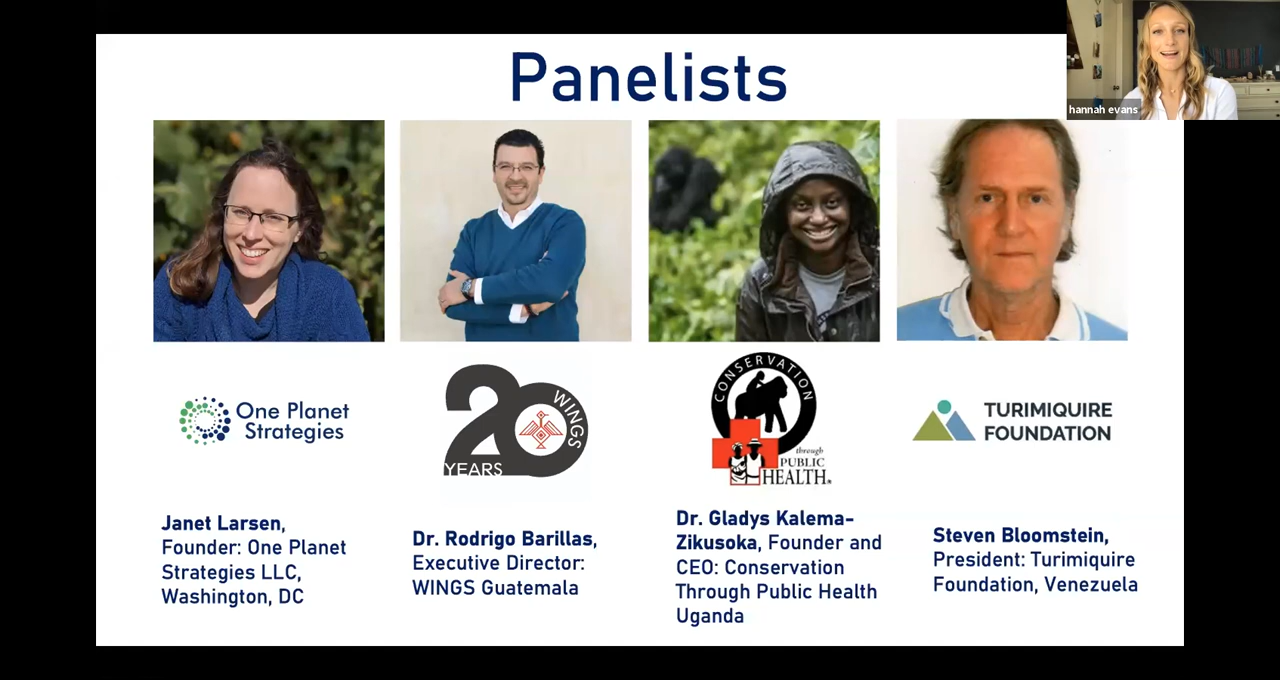 Panelists
hannah evans
One Planet
Strategies
20
WINGS
YEARS
CONSERVATION
through
PUBLIC
HEALTH®
TURIMIQUIRE
FOUNDATION
Janet Larsen,
Founder: One Planet
Strategies LLC,
Washington, DC
Dr. Rodrigo Barillas,
Executive Director:
WINGS Guatemala
Dr. Gladys Kalema-
Zikusoka, Founder and
CEO: Conservation
Through Public Health
Uganda
Steven Bloomstein,
President: Turimiquire
Foundation, Venezuela